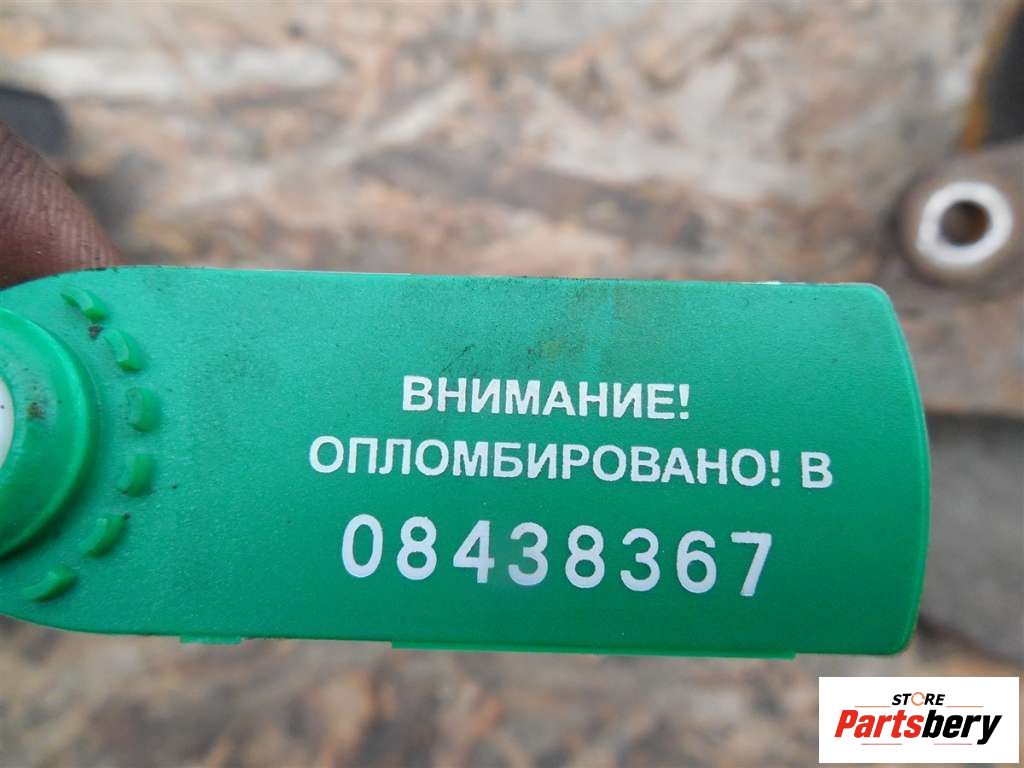 ВНИМАНИЕ!
ОПЛОМБИРОВАНО! В
08438367
STORE
Partsbery